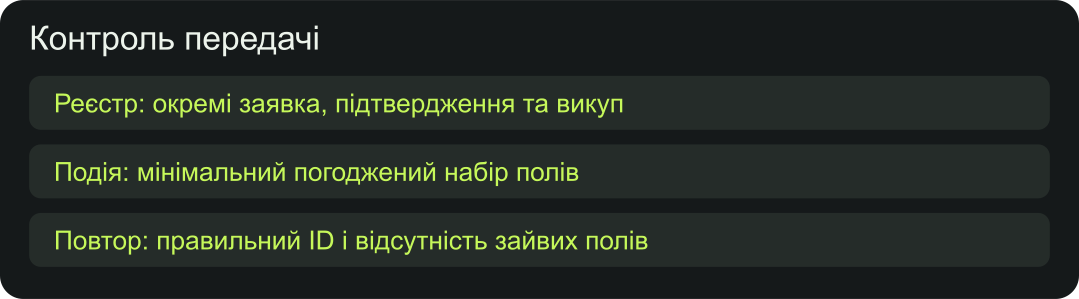 Контроль передачі
Реєстр: окремі заявка, підтвердження та викуп
Подія: мінімальний погоджений набір полів
Повтор: правильний ID і відсутність зайвих полів